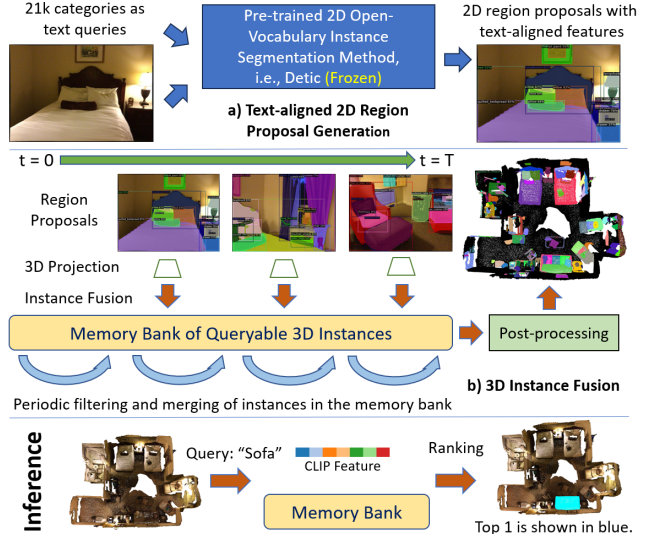 21k categories as
text queries
Pre-trained 2D Open-
Vocabulary Instance
Segmentation Method,
i.e., Detic (Frozen)
2D region proposals with
text-aligned features
a) Text-aligned 2D Region
Proposal Generation
t = 0
t = T
Region
Proposals
3D Projection
Instance Fusion
Memory Bank of Queryable 3D Instances
Post-processing
b) 3D Instance Fusion
Periodic filtering and merging of instances in the memory bank
Inference
Query: “Sofa”
CLIP Feature
Ranking
Memory Bank
Top 1 is shown in blue.